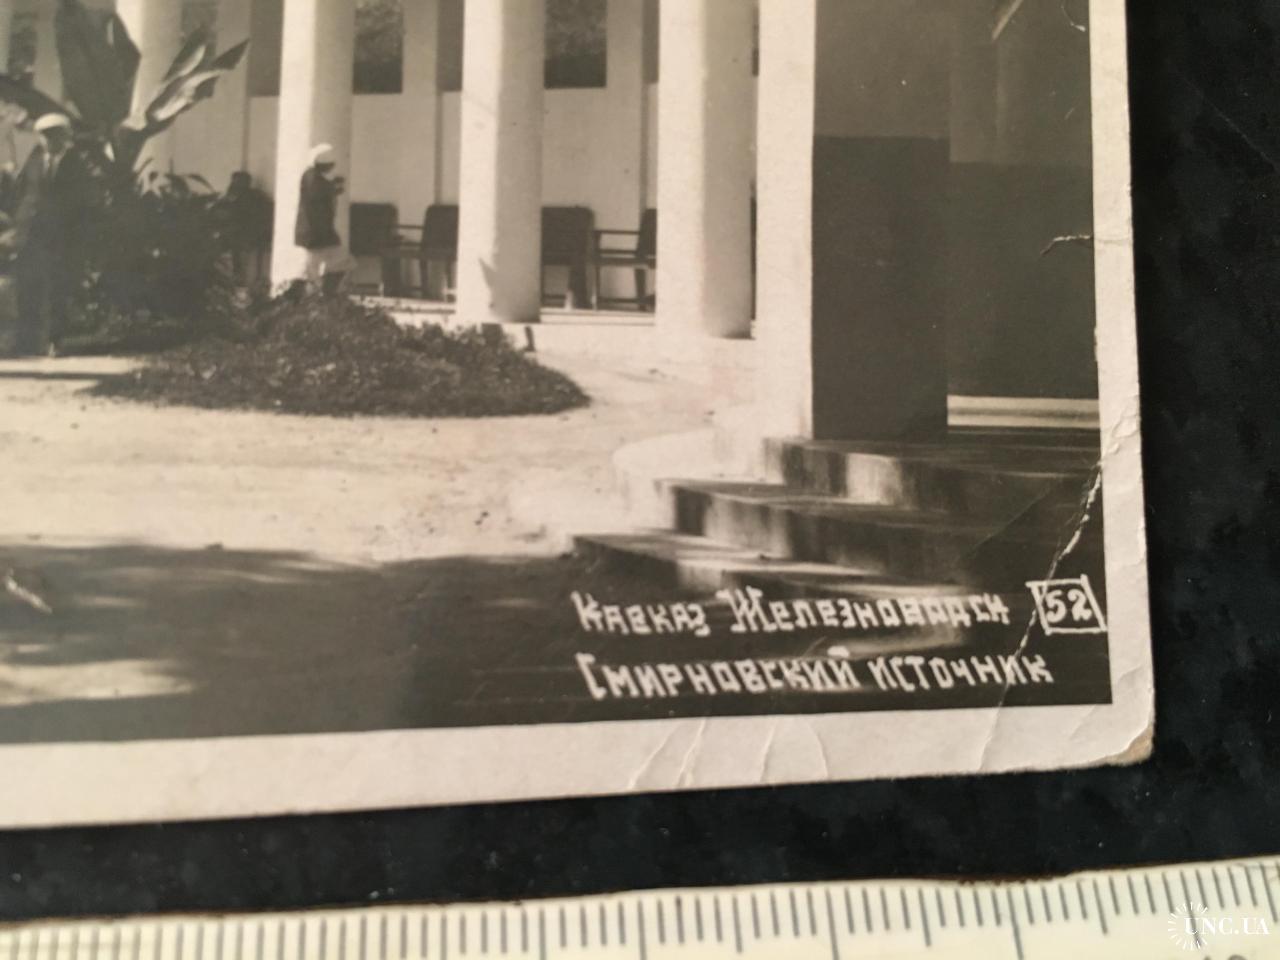 Кавказ Железноводск 52
Смирновский источник
UNC.UA